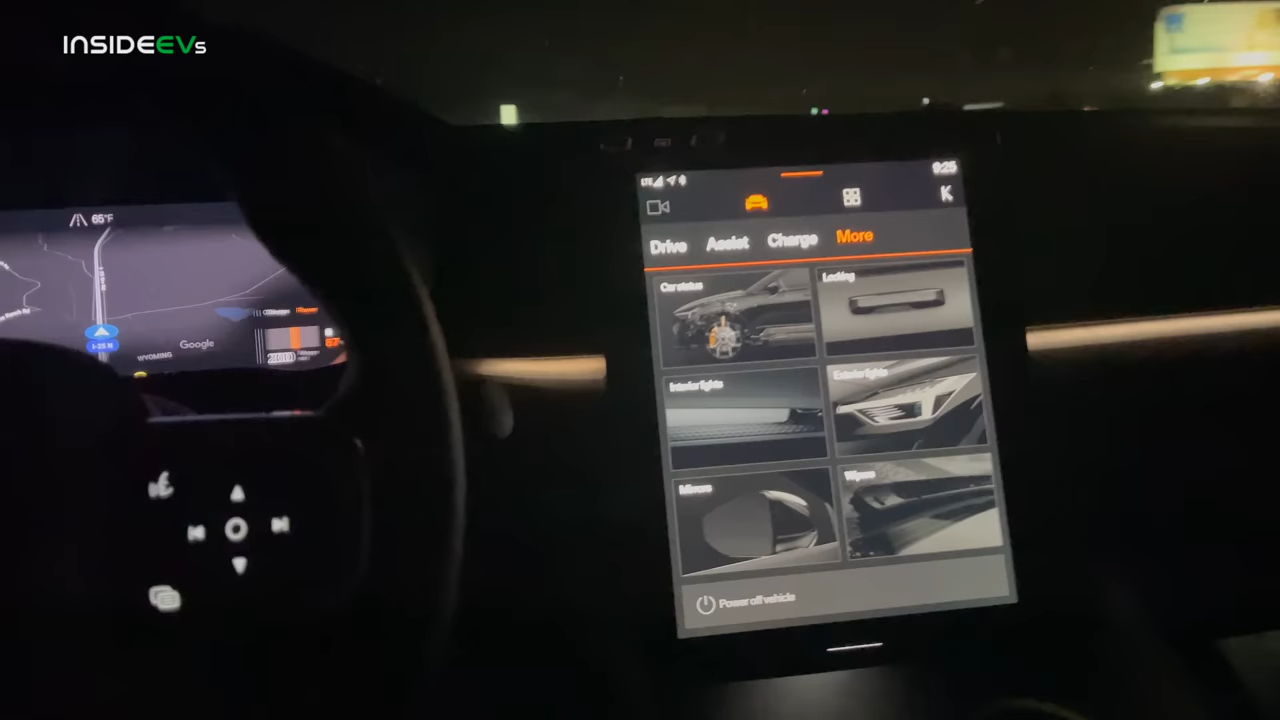 INSIDEEVs
LTE
9:25
K
Drive Assist Charge More
Car status
Locking
Interior lights
Exterior lights
Mirrors
Wipers
Power off vehicle
65°F
I-25 N
WYOMING
Google